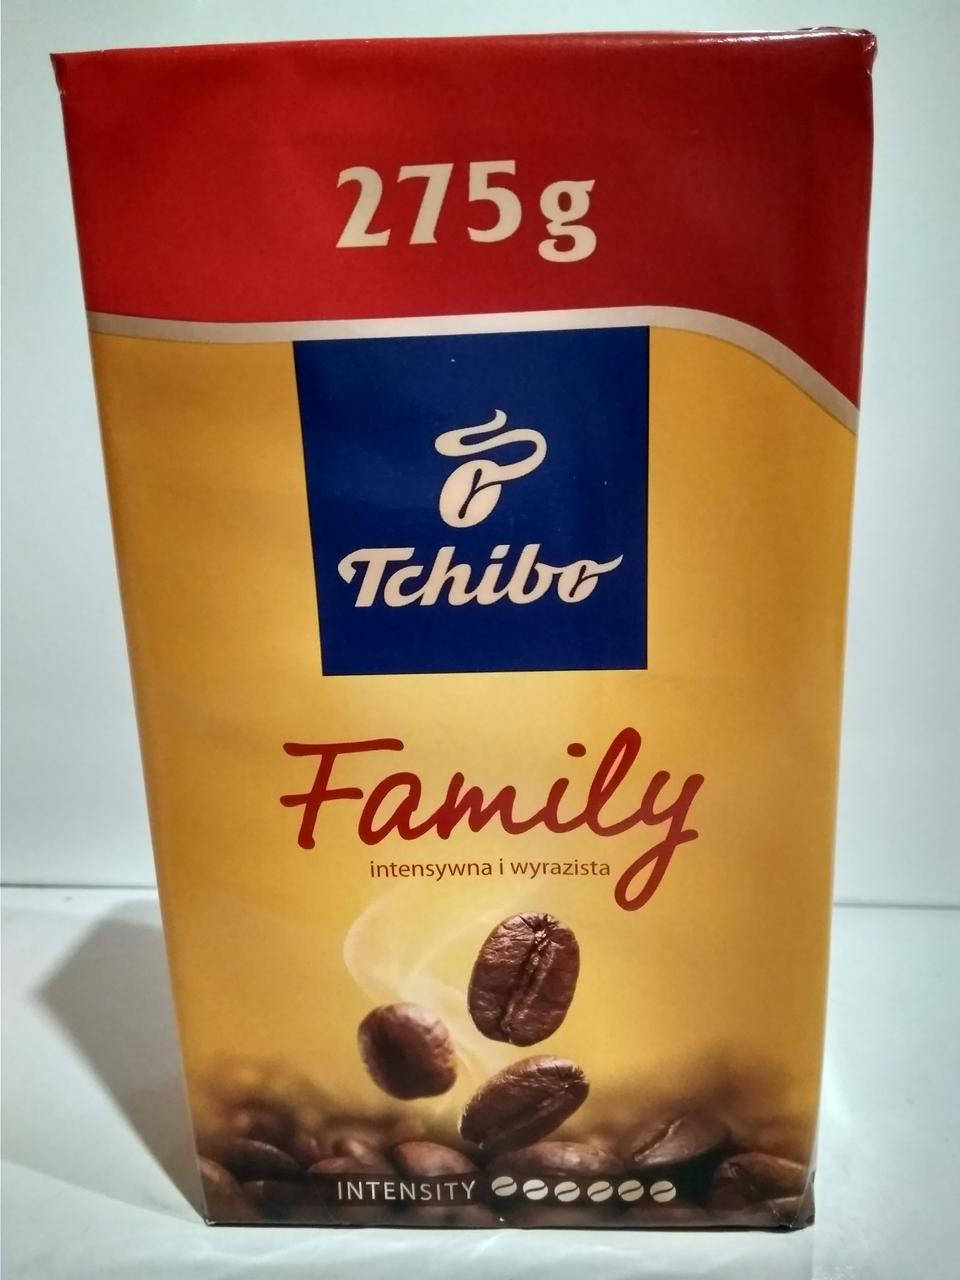 275g
Tchibo
Family
intensywna i wyrazista
INTENSITY